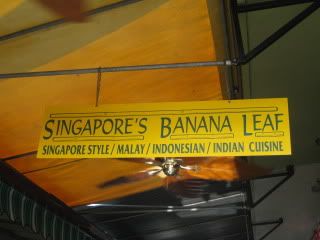 SINGAPORE'S BANANA LEAF
SINGAPORE STYLE / MALAY / INDONESIAN / INDIAN CUISINE